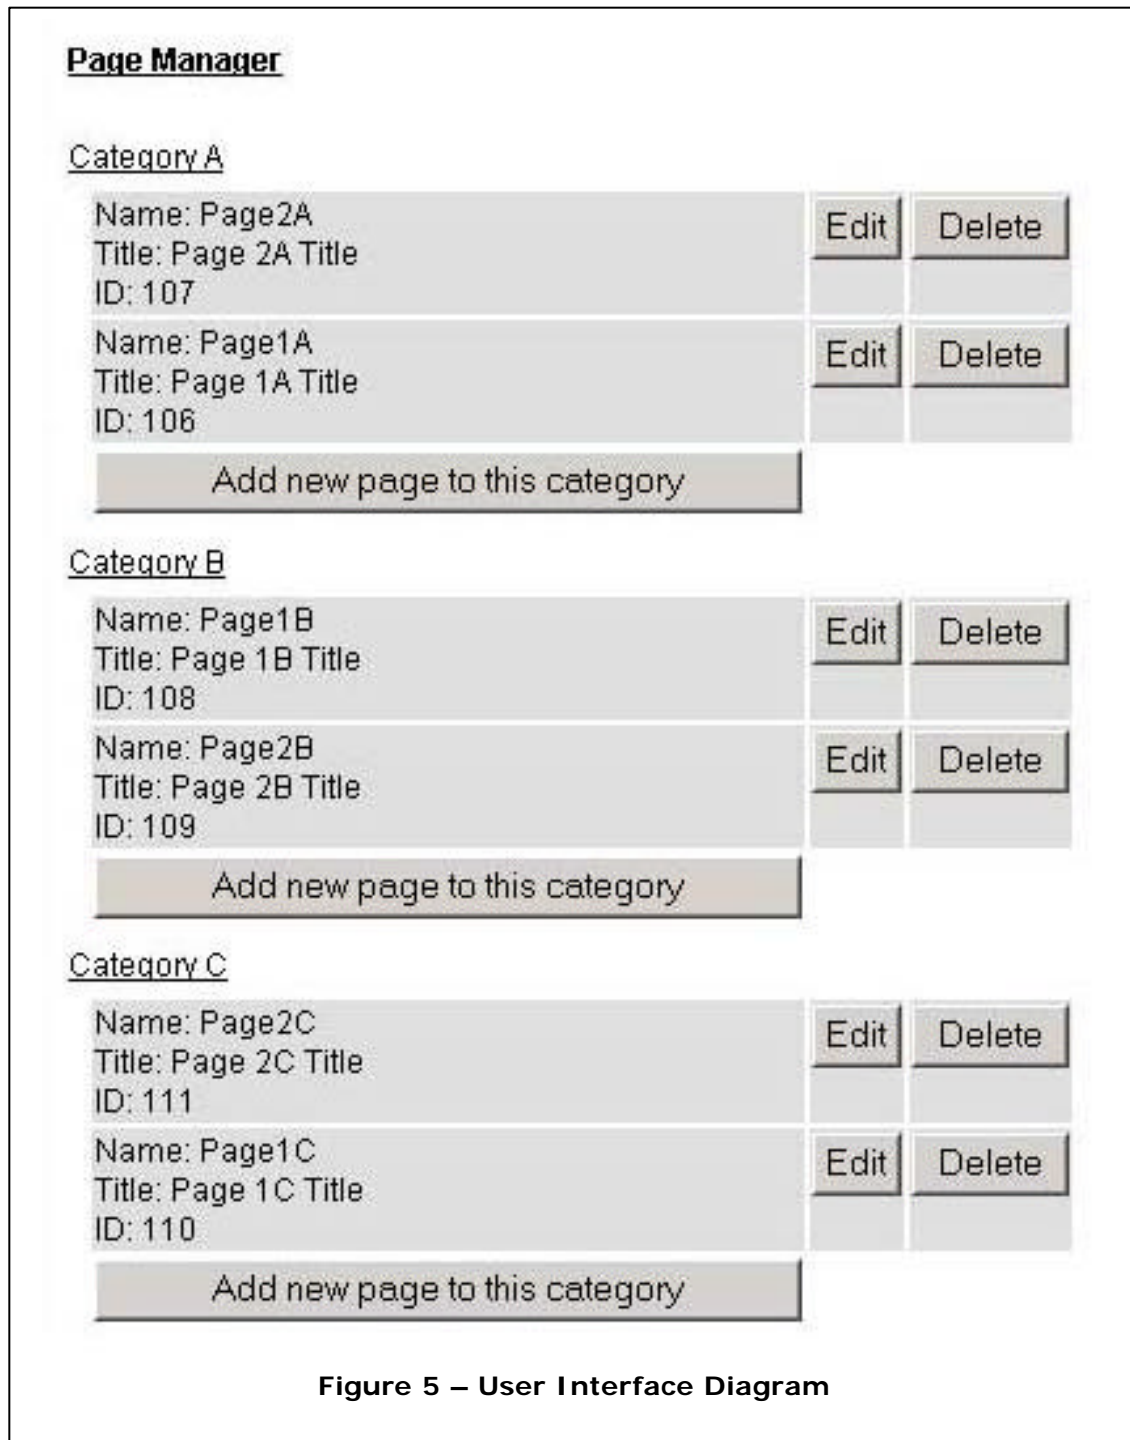 Page Manager
Category A
Name: Page2A
Title: Page 2A Title
ID: 107
Edit
Delete
Name: Page1A
Title: Page 1A Title
ID: 106
Edit
Delete
Add new page to this category
Category B
Name: Page1B
Title: Page 1B Title
ID: 108
Edit
Delete
Name: Page2B
Title: Page 2B Title
ID: 109
Edit
Delete
Add new page to this category
Category C
Name: Page2C
Title: Page 2C Title
ID: 111
Edit
Delete
Name: Page1C
Title: Page 1C Title
ID: 110
Edit
Delete
Add new page to this category
Figure 5 – User Interface Diagram